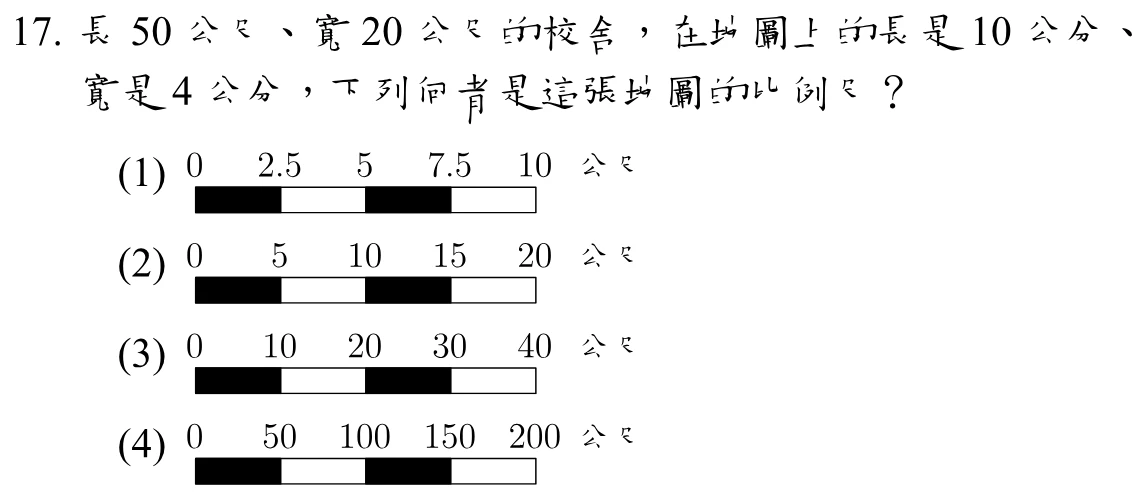 17. 長 50 公尺、寬 20 公尺的校舍，在地圖上的長是 10 公分、
寬是 4 公分，下列何者是這張地圖的比例尺？
(1) 0 2.5 5 7.5 10 公尺
(2) 0 5 10 15 20 公尺
(3) 0 10 20 30 40 公尺
(4) 0 50 100 150 200 公尺